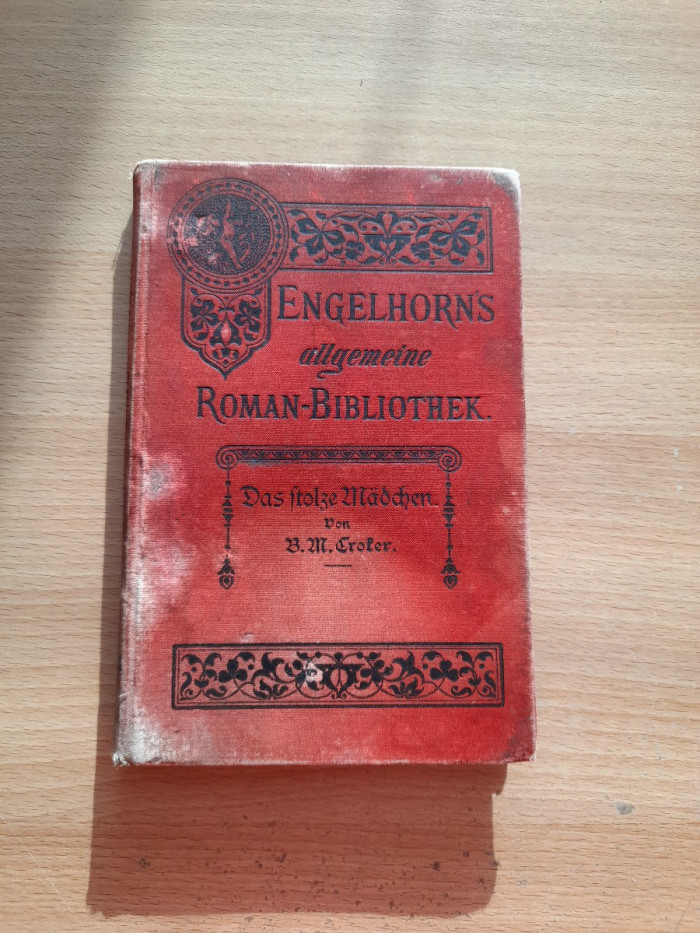 ENGELHORN'S
allgemeine
ROMAN-BIBLIOTHEK.
Das ſtolze Mädchen.
Von
B. M. Croker.